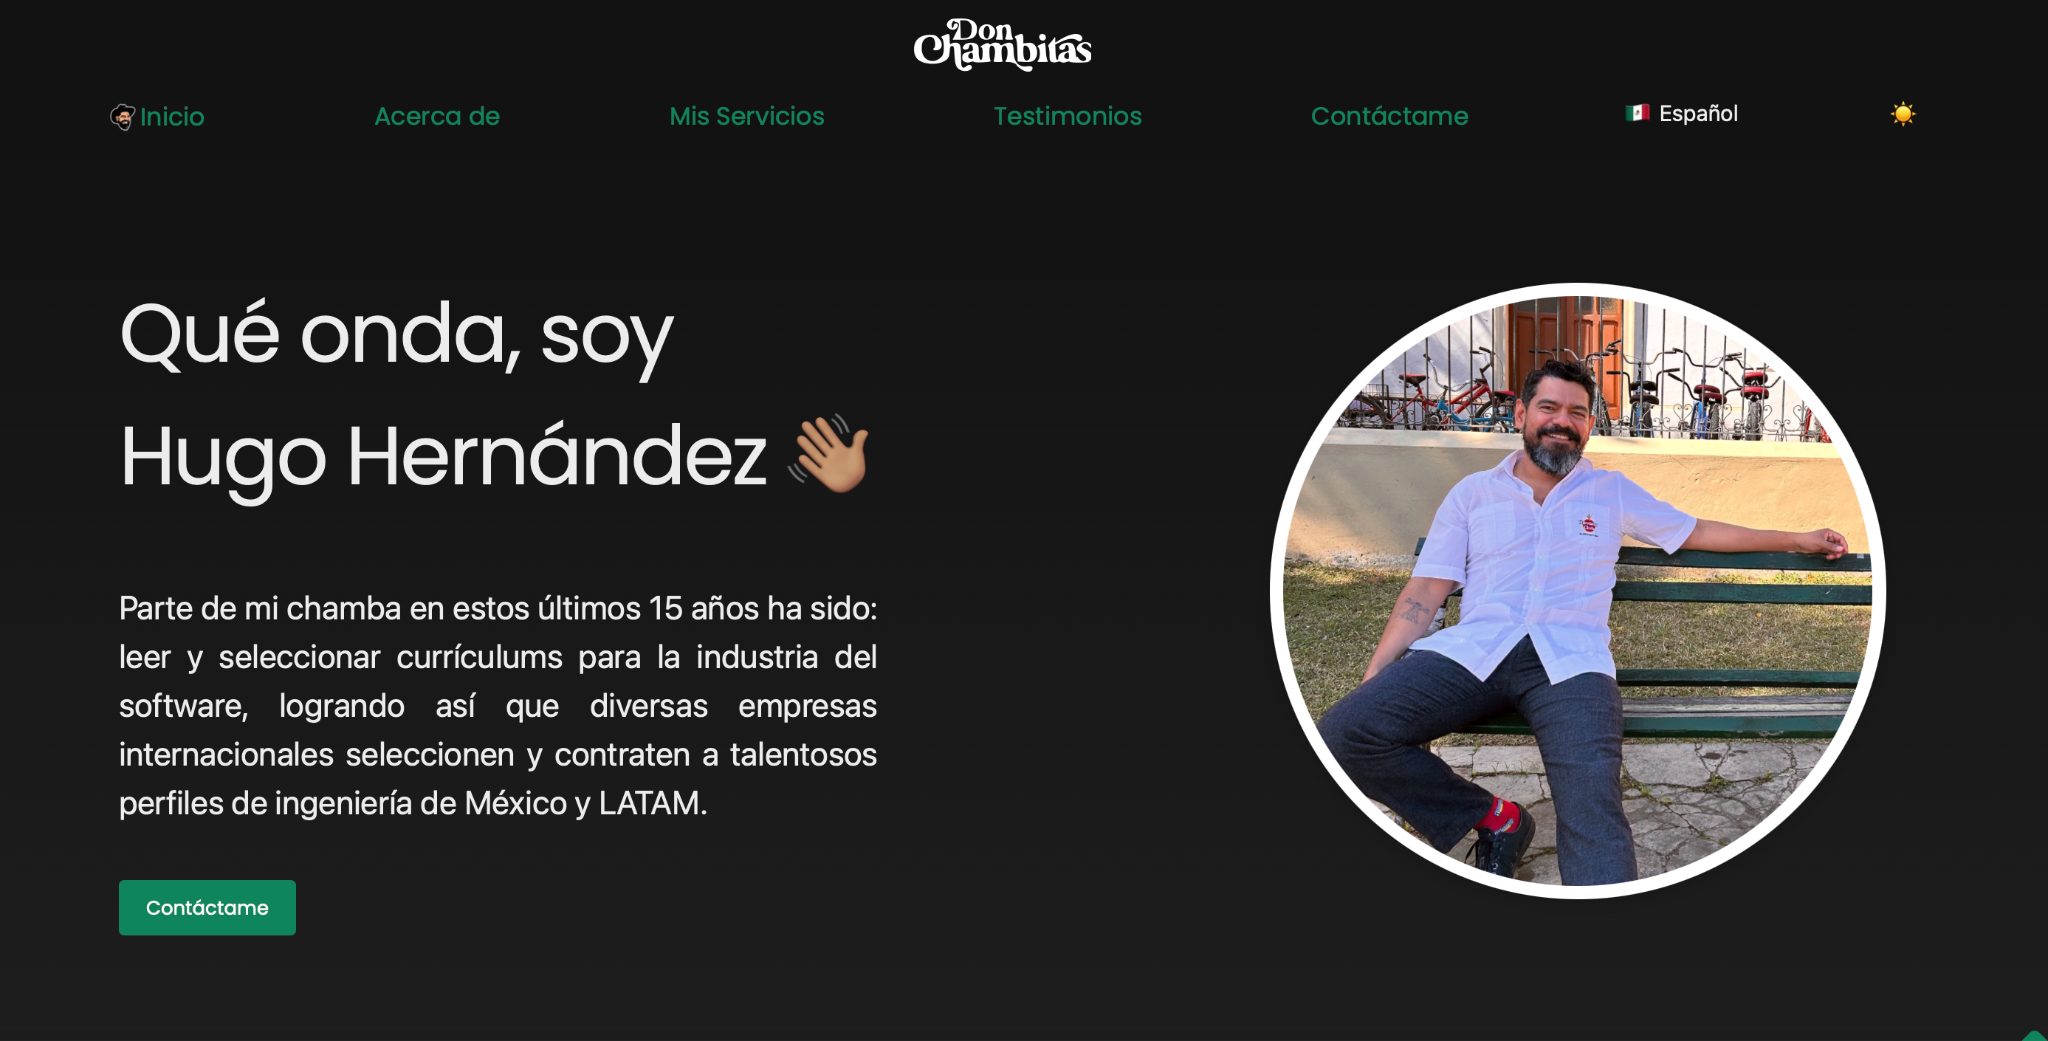 Don
Chambitas
Inicio
Acerca de
Mis Servicios
Testimonios
Contáctame
Español
Qué onda, soy
Hugo Hernández
Parte de mi chamba en estos últimos 15 años ha sido:
leer y seleccionar currículums para la industria del
software, logrando así que diversas empresas
internacionales seleccionen y contraten a talentosos
perfiles de ingeniería de México y LATAM.
Contáctame